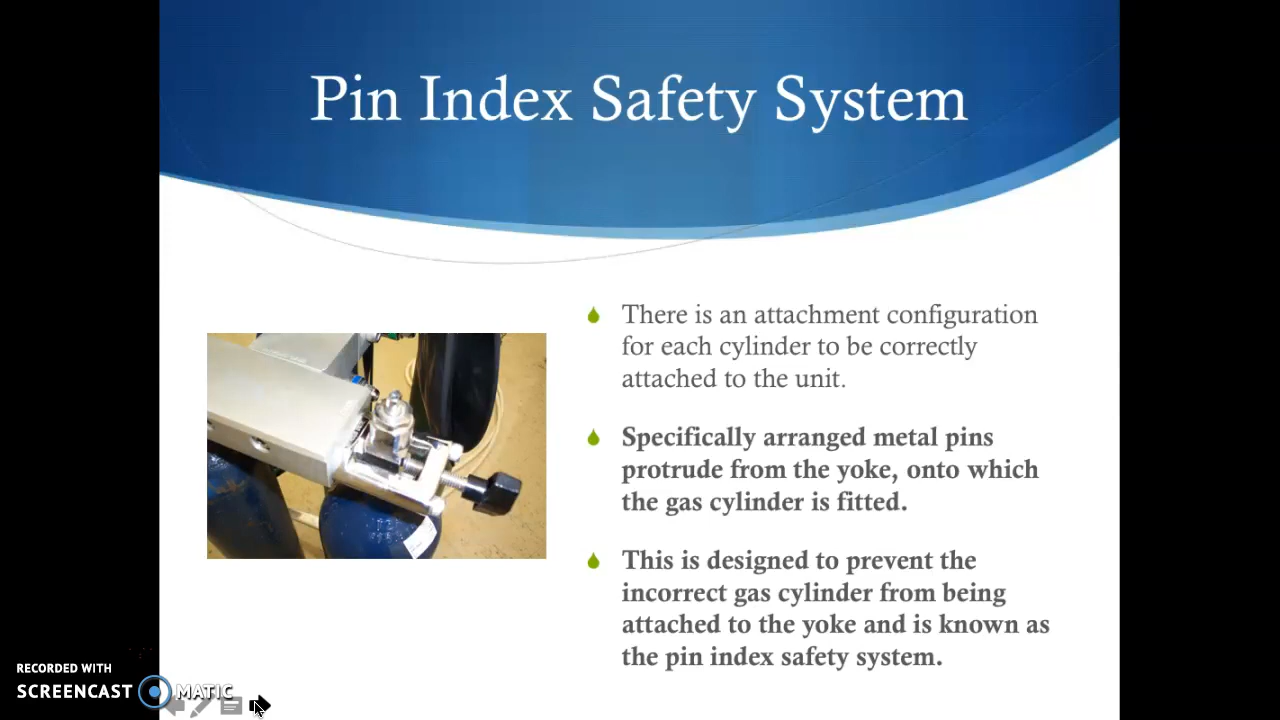 Pin Index Safety System
There is an attachment configuration
for each cylinder to be correctly
attached to the unit.
Specifically arranged metal pins
protrude from the yoke, onto which
the gas cylinder is fitted.
This is designed to prevent the
incorrect gas cylinder from being
attached to the yoke and is known as
the pin index safety system.
RECORDED WITH
SCREENCAST MATIC